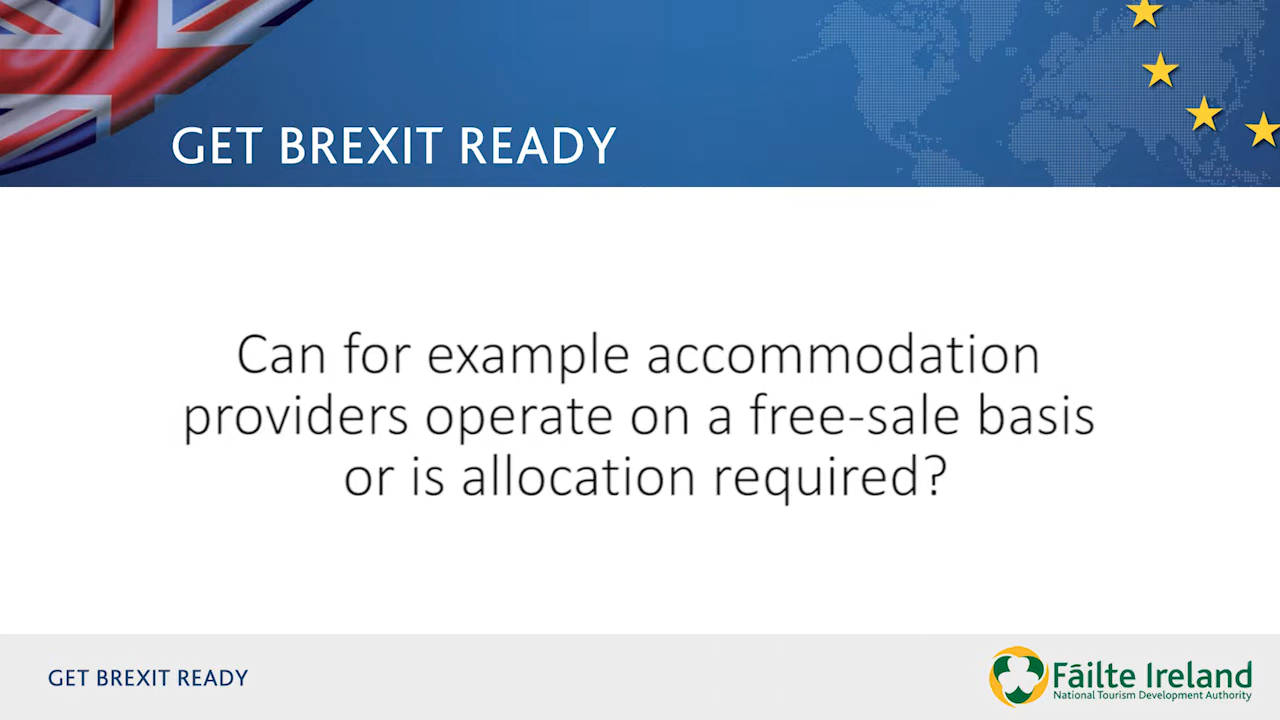 GET BREXIT READY
Can for example accommodation
providers operate on a free-sale basis
or is allocation required?
GET BREXIT READY
Fáilte Ireland
National Tourism Development Authority